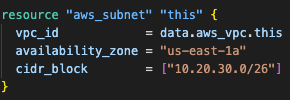 resource "aws_subnet" "this" {
  vpc_id            = data.aws_vpc.this
  availability_zone = "us-east-1a"
  cidr_block        = ["10.20.30.0/26"]
}